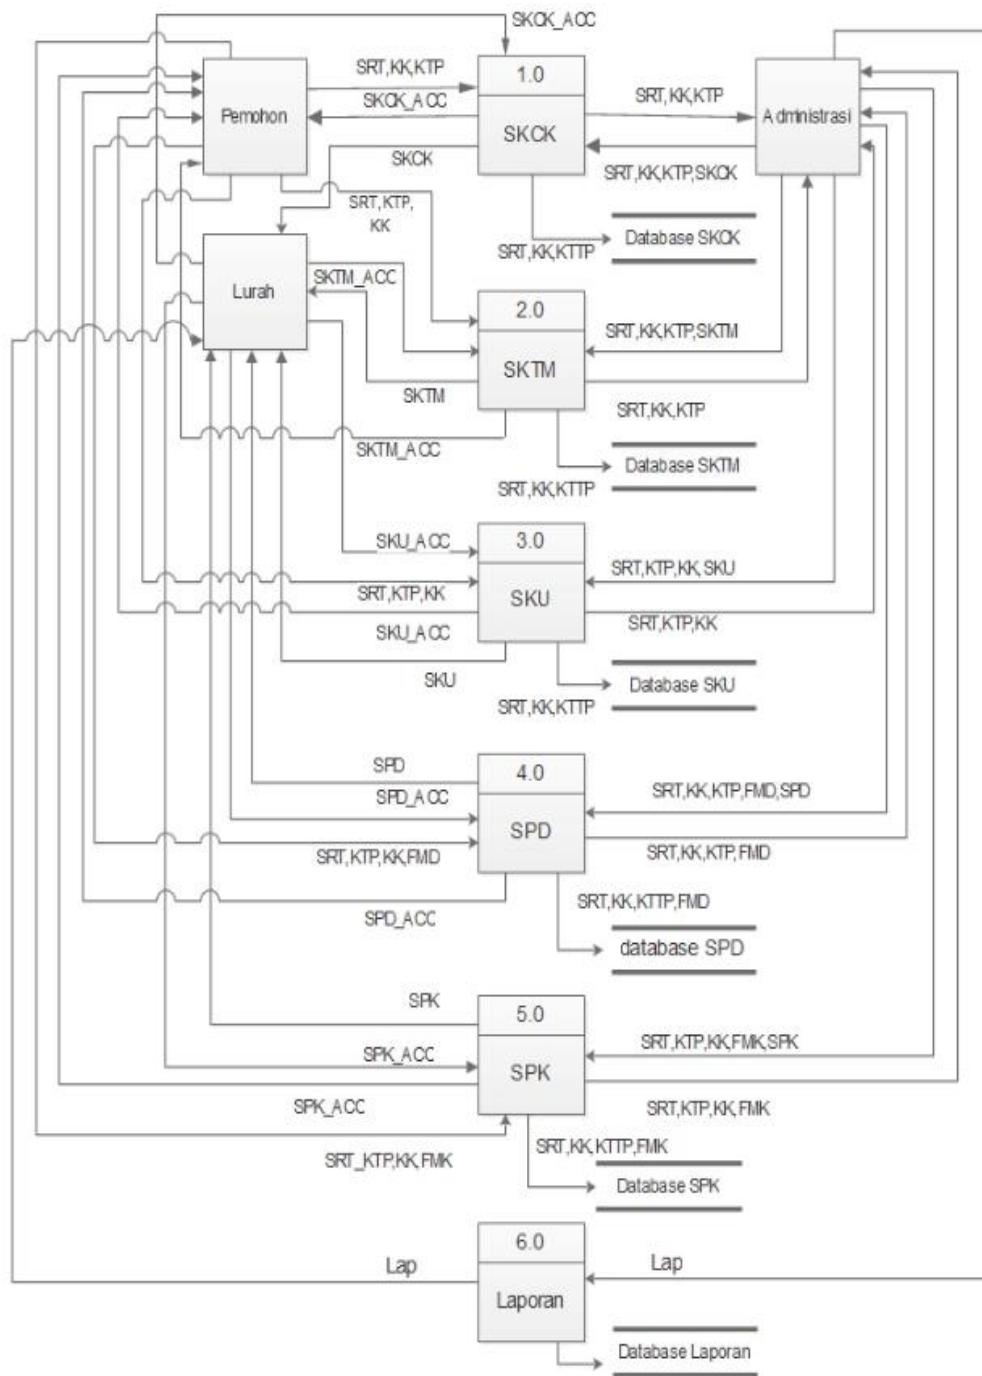 SKCK_ACC
SRT,KK,KTP
1.0
Pemohon
SKCK_ACC
SKCK
SRT,KK,KTP
Administrasi
SKCK
SRT,KK,KTP,SKCK
SRT,KTP,
KK
SRT,KK,KTTP
Database SKCK
Lurah
SKTM_ACC
2.0
SRT,KK,KTP,SKTM
SKTM
SKTM
SRT,KK,KTP
SKTM_ACC
SRT,KK,KTTP
Database SKTM
SKU_ACC
3.0
SRT,KTP,KK,SKU
SRT,KTP,KK
SKU
SRT,KTP,KK
SKU_ACC
SKU
SRT,KK,KTTP
Database SKU
SPD
4.0
SPD_ACC
SRT,KK,KTP,FMD,SPD
SPD
SRT,KTP,KK,FMD
SRT,KK,KTP,FMD
SPD_ACC
SRT,KK,KTTP,FMD
database SPD
SPK
5.0
SPK_ACC
SRT,KTP,KK,FMK,SPK
SPK
SPK_ACC
SRT,KTP,KK,FMK
SRT_KTP,KK,FMK
SRT,KK,KTTP,FMK
Database SPK
6.0
Lap
Lap
Laporan
Database Laporan